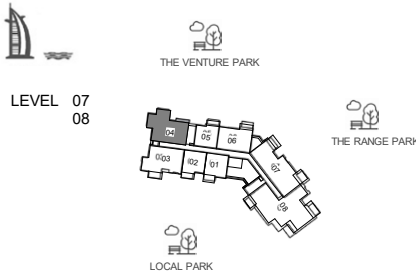 THE VENTURE PARK
LEVEL 07
08
THE RANGE PARK
04
05
06
03
02
01
07
08
LOCAL PARK